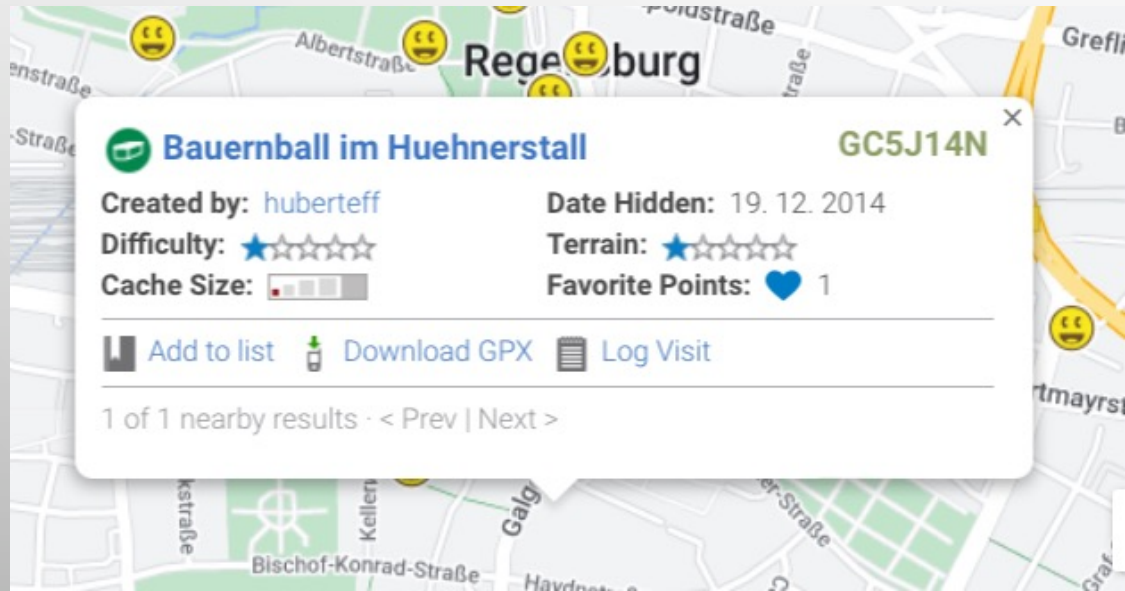 Albertstraße
Regensburg
-Straße
×
Bauernball im Huehnerstall
GC5J14N
Created by: huberteff
Date Hidden: 19. 12. 2014
Difficulty:
Terrain:
Cache Size:
Favorite Points: 1
Add to list
Download GPX
Log Visit
1 of 1 nearby results · < Prev | Next >
Bischof-Konrad-Straße